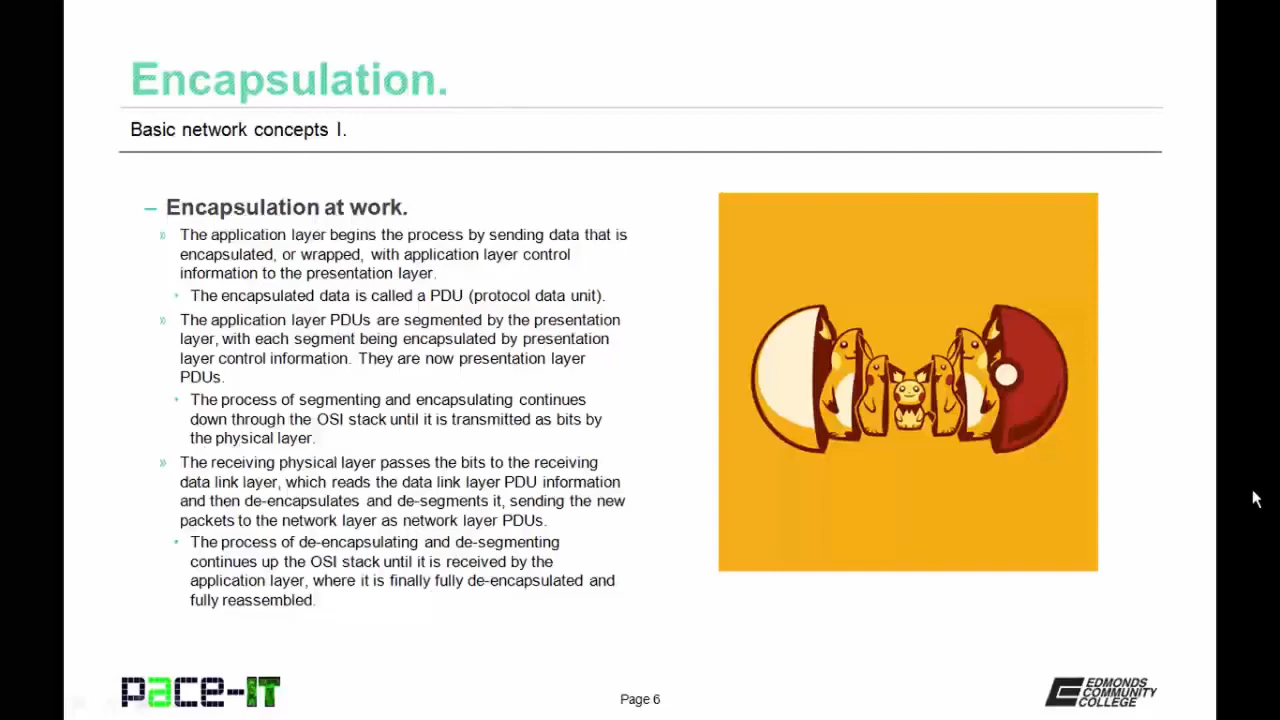 Encapsulation.
Basic network concepts I.
– Encapsulation at work.
» The application layer begins the process by sending data that is
encapsulated, or wrapped, with application layer control
information to the presentation layer.
• The encapsulated data is called a PDU (protocol data unit).
» The application layer PDUs are segmented by the presentation
layer, with each segment being encapsulated by presentation
layer control information. They are now presentation layer
PDUs.
• The process of segmenting and encapsulating continues
down through the OSI stack until it is transmitted as bits by
the physical layer.
» The receiving physical layer passes the bits to the receiving
data link layer, which reads the data link layer PDU information
and then de-encapsulates and de-segments it, sending the new
packets to the network layer as network layer PDUs.
• The process of de-encapsulating and de-segmenting
continues up the OSI stack until it is received by the
application layer, where it is finally fully de-encapsulated and
fully reassembled.
pace-IT
Page 6
EDMONDS
COMMUNITY
COLLEGE